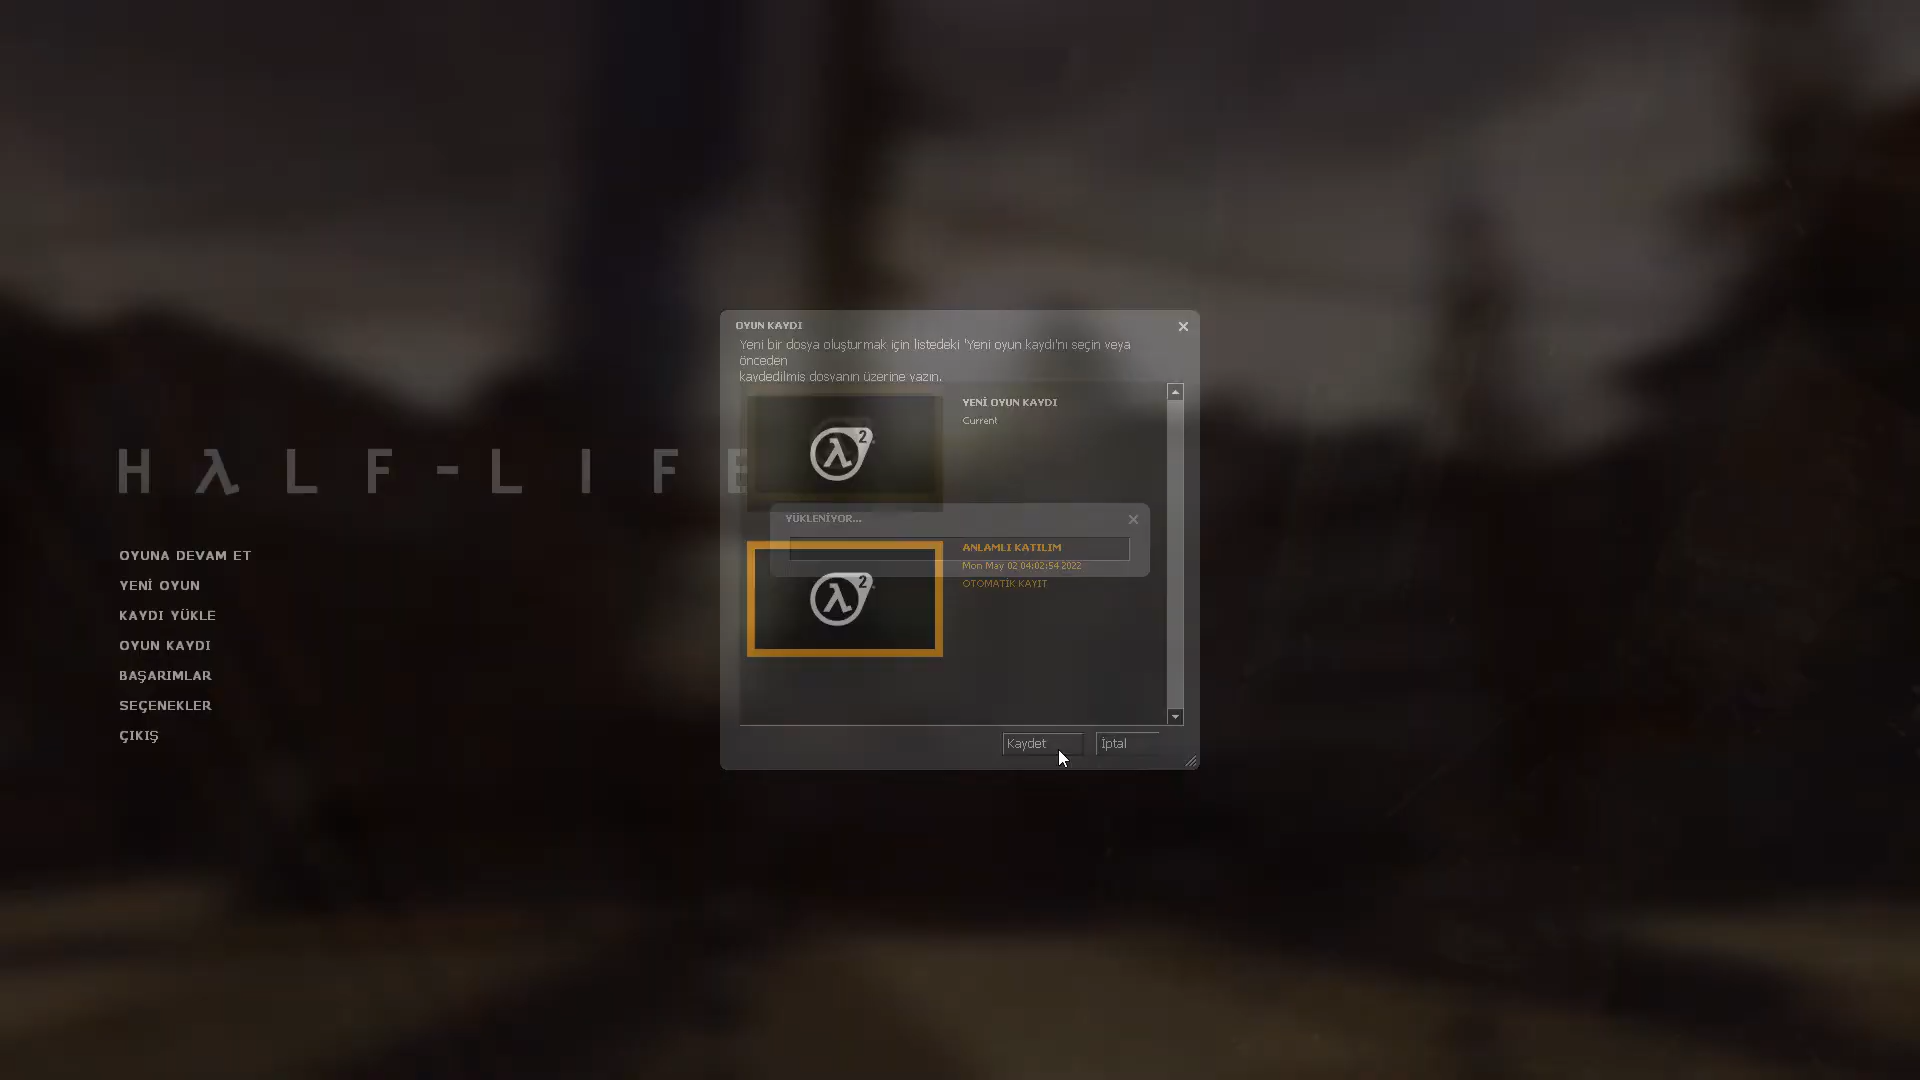 OYUN KAYDI
Yeni bir dosya oluşturmak için listedeki 'Yeni oyun kaydı'nı seçin veya
önceden
kaydedilmiş dosyanın üzerine yazın.
YENİ OYUN KAYDI
Current
HλLF-LIFE
YÜKLENİYOR...
ANLAMLI KATILIM
Mon May 02 04:02:54 2022
OTOMATİK KAYIT
OYUNA DEVAM ET
YENİ OYUN
KAYDI YÜKLE
OYUN KAYDI
BAŞARIMLAR
SEÇENEKLER
ÇIKIŞ
Kaydet
İptal